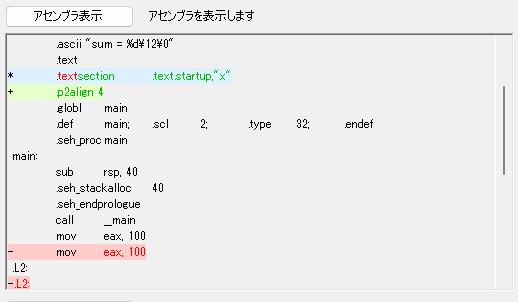 アセンブラ表示 アセンブラを表示します
.ascii "sum = %d¥12¥0"
.text
* .textsection .text.startup,"x"
+ .p2align 4
.globl main
.def main; .scl 2; .type 32; .endef
.seh_proc main
main:
sub rsp, 40
.seh_stackalloc 40
.seh_endprologue
call __main
mov eax, 100
- mov eax, 100
.L2:
-.L2: